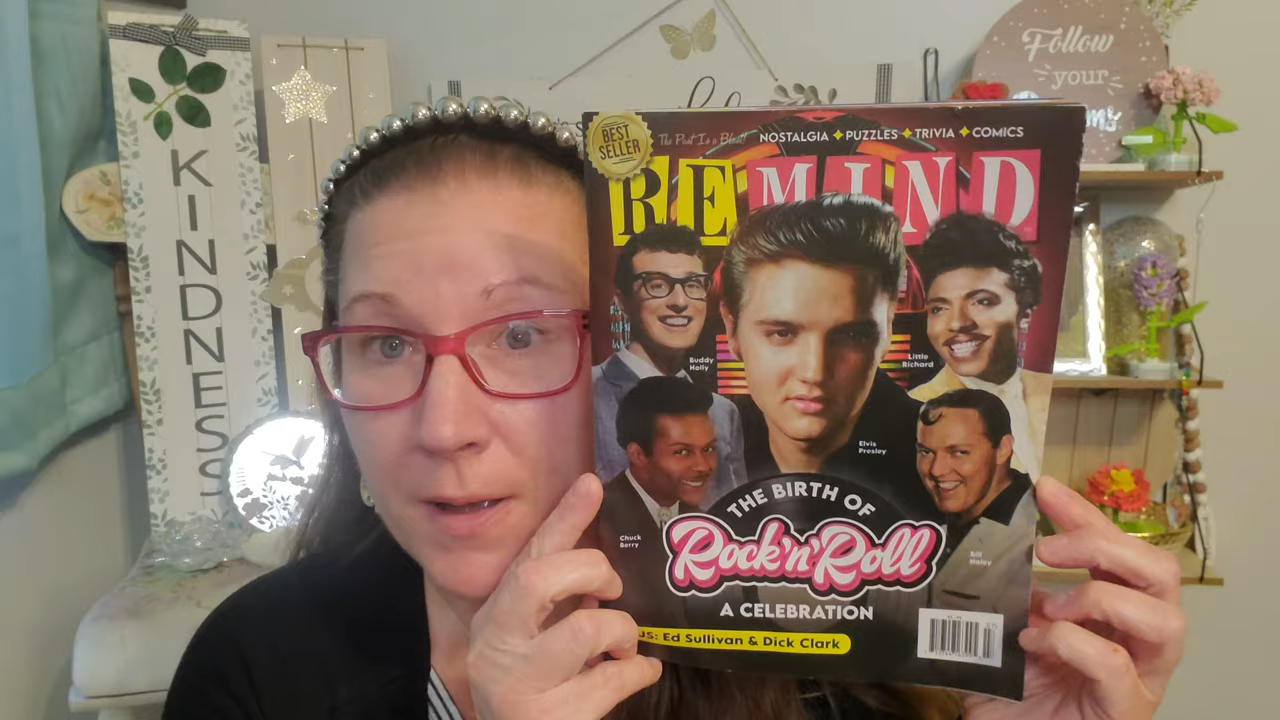 KINDNESS
Follow
your
BEST
SELLER
The Past Is a Blast!
NOSTALGIA ✦ PUZZLES ✦ TRIVIA ✦ COMICS
REMIND
Buddy
Holly
Little
Richard
Elvis
Presley
Chuck
Berry
Bill
Haley
THE BIRTH OF
Rock'n'Roll
A CELEBRATION
Ed Sullivan & Dick Clark